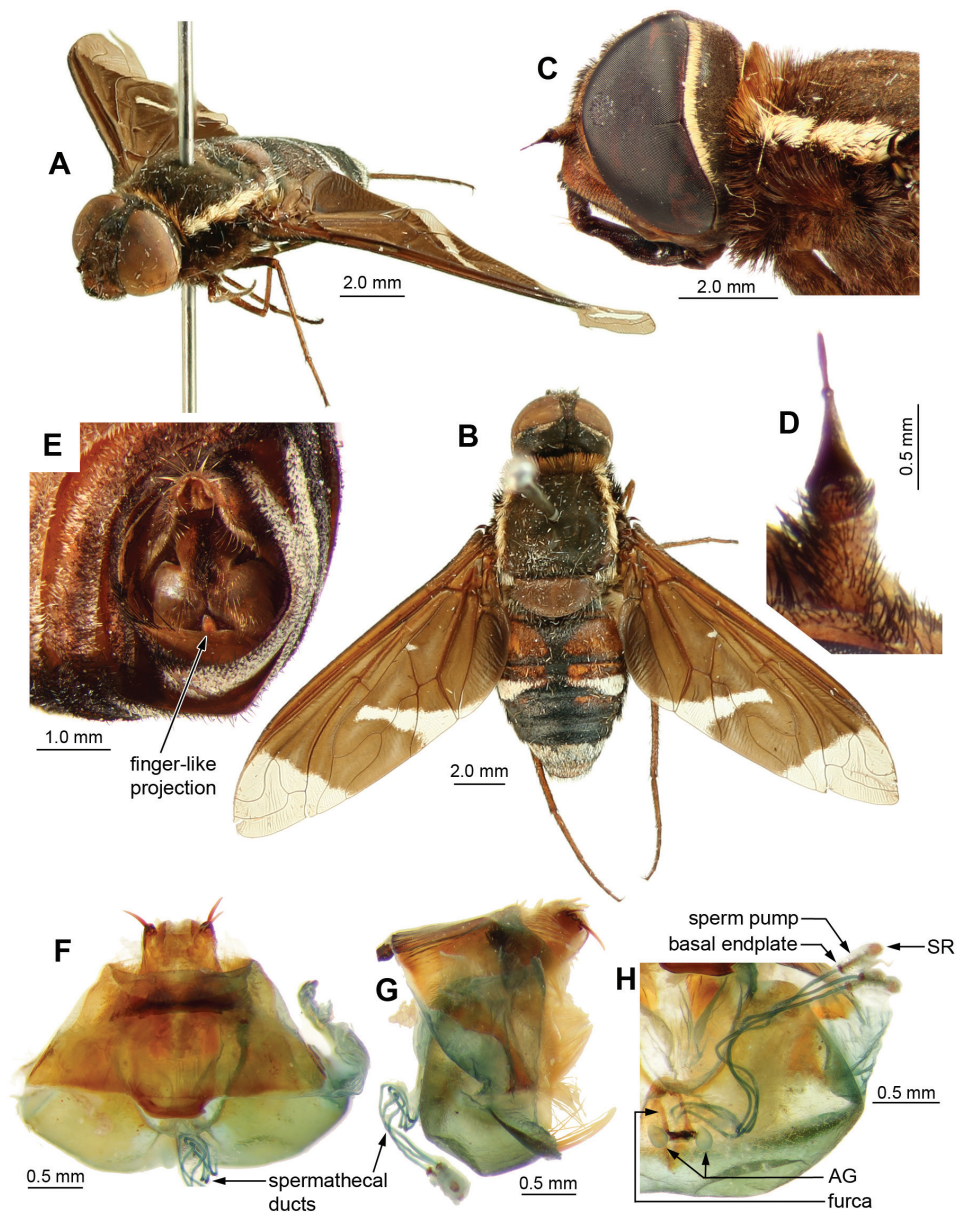 A
2.0 mm
C
2.0 mm
E
1.0 mm
finger-like
projection
B
2.0 mm
D
0.5 mm
F
0.5 mm
spermathecal
ducts
G
0.5 mm
sperm pump
basal endplate
SR
H
0.5 mm
AG
furca